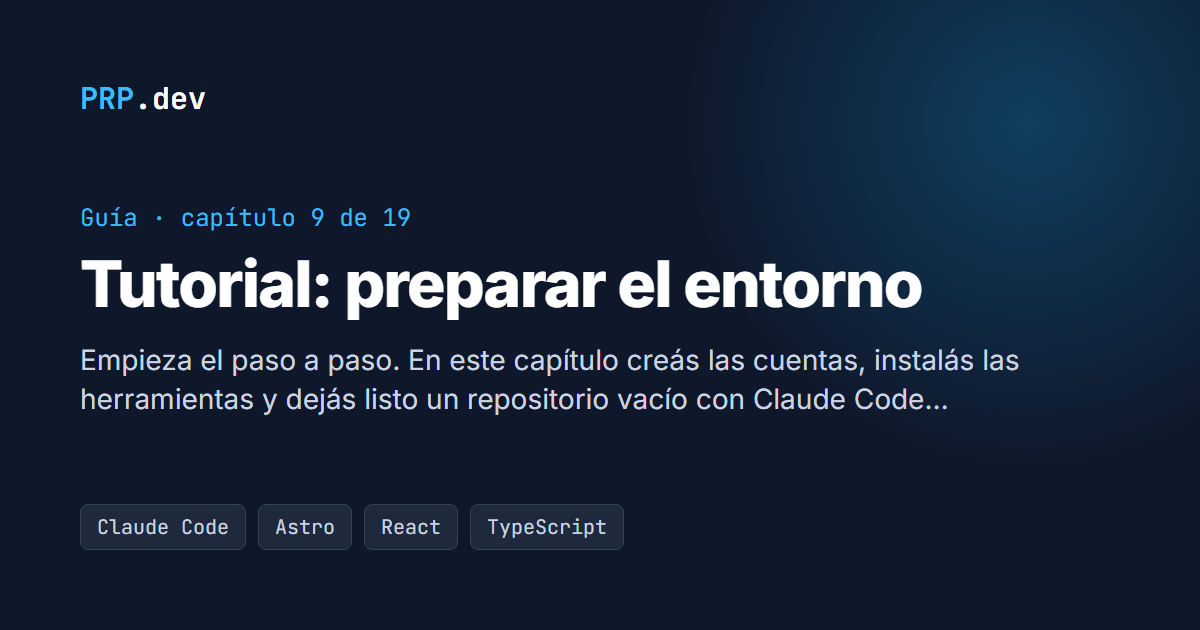 PRP.dev
Guía · capítulo 9 de 19
Tutorial: preparar el entorno
Empieza el paso a paso. En este capítulo creás las cuentas, instalás las
herramientas y dejás listo un repositorio vacío con Claude Code...
Claude Code Astro React TypeScript